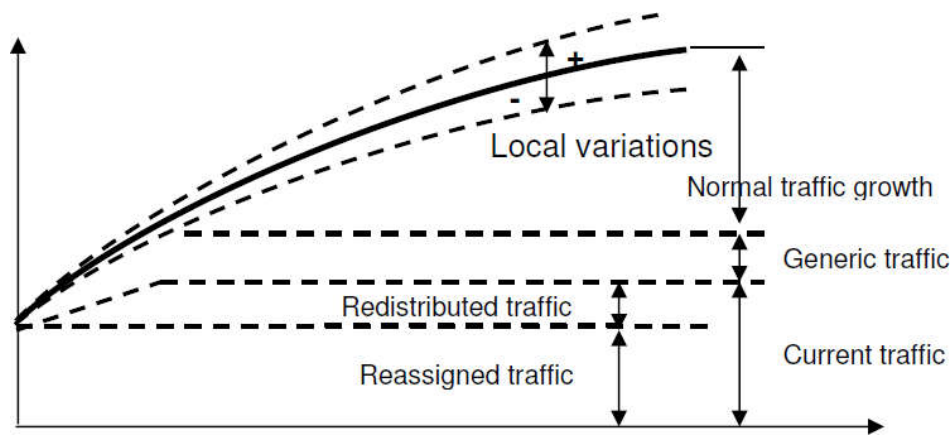 +
-
Local variations
Normal traffic growth
Generic traffic
Redistributed traffic
Current traffic
Reassigned traffic